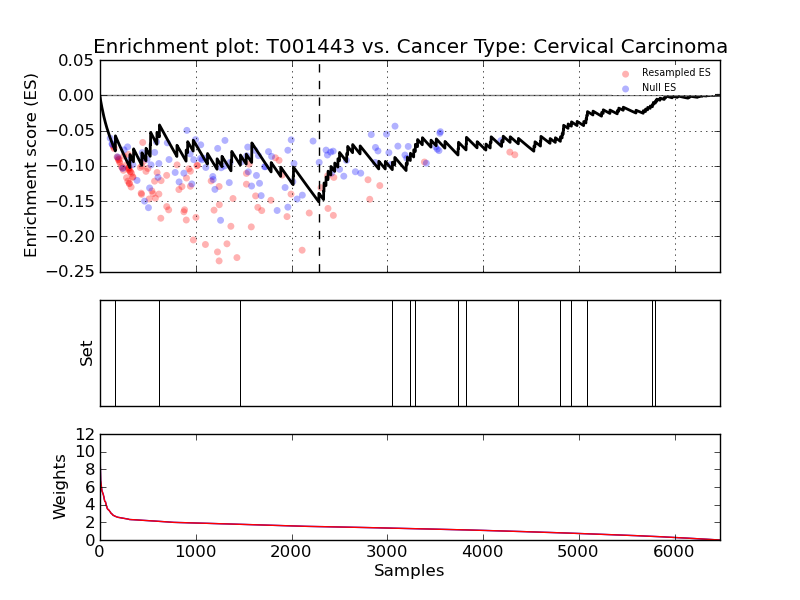 Enrichment plot: T001443 vs. Cancer Type: Cervical Carcinoma
Enrichment score (ES)
0.05
0.00
−0.05
−0.10
−0.15
−0.20
−0.25
Resampled ES
Null ES
Set
Weights
12
10
8
6
4
2
0
0 1000 2000 3000 4000 5000 6000
Samples